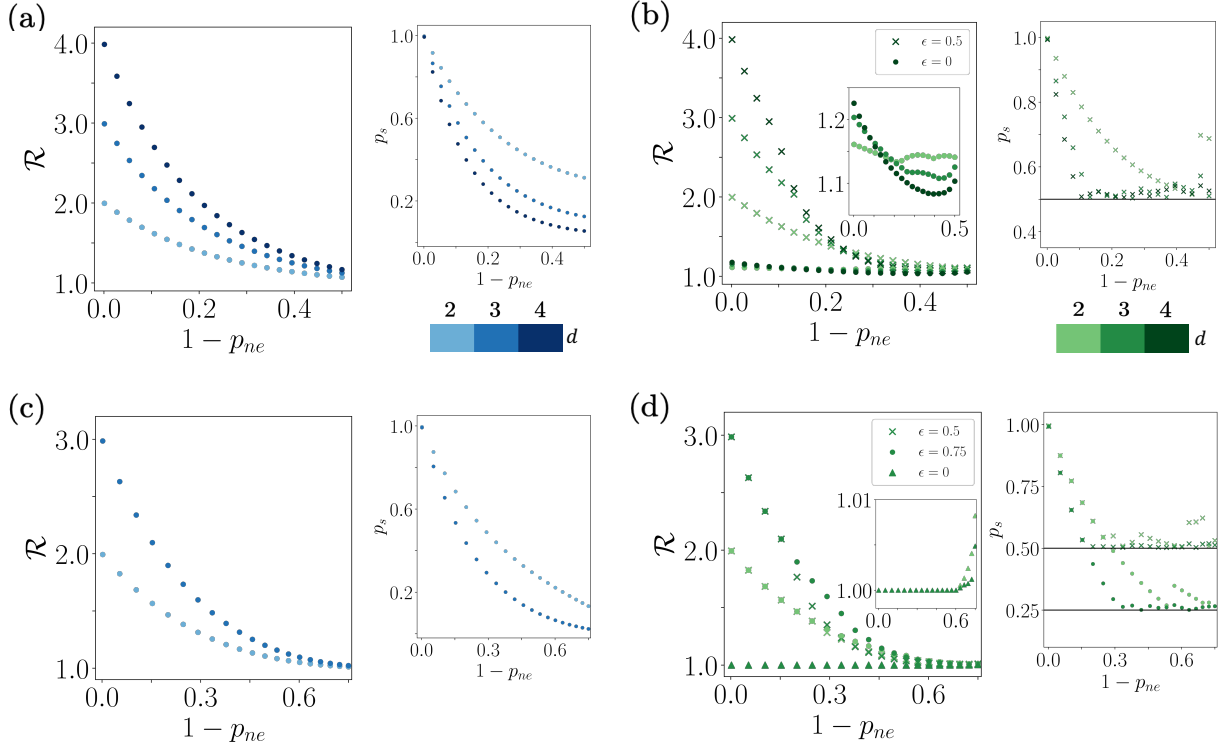 (a)
4.0
3.0
2.0
1.0
ℛ
0.0
0.2
0.4
1 − p_ne
1.0
0.6
0.2
p_s
0.0
0.2
0.4
1 − p_ne
2 3 4
d
(b)
4.0
3.0
2.0
1.0
ℛ
ϵ = 0.5
ϵ = 0
1.2
1.1
0.0
0.5
0.0
0.2
0.4
1 − p_ne
1.0
0.8
0.5
0.5
p_s
0.0
0.2
0.4
1 − p_ne
2 3 4
d
(c)
3.0
2.0
1.0
ℛ
0.0
0.3
0.6
1 − p_ne
1.0
0.6
0.2
p_s
0.0
0.3
0.6
1 − p_ne
(d)
3.0
2.0
1.0
ℛ
ϵ = 0.5
ϵ = 0.75
ϵ = 0
1.01
1.00
0.0
0.6
0.0
0.3
0.6
1 − p_ne
1.00
0.75
0.50
0.25
p_s
0.0
0.3
0.6
1 − p_ne